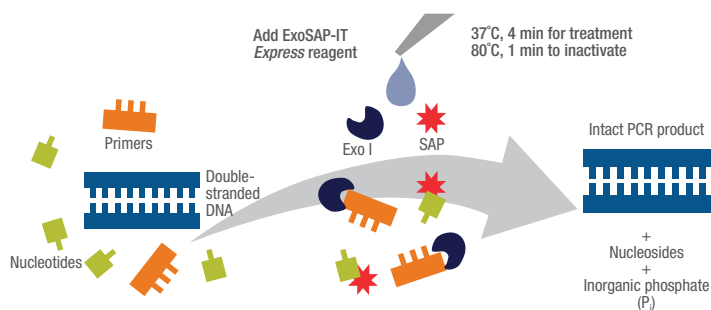 Add ExoSAP-IT
Express reagent
37˚C, 4 min for treatment
80˚C, 1 min to inactivate
Primers
Exo I
SAP
Intact PCR product
Double-
stranded
DNA
Nucleotides
+
Nucleosides
+
Inorganic phosphate
(Pi)